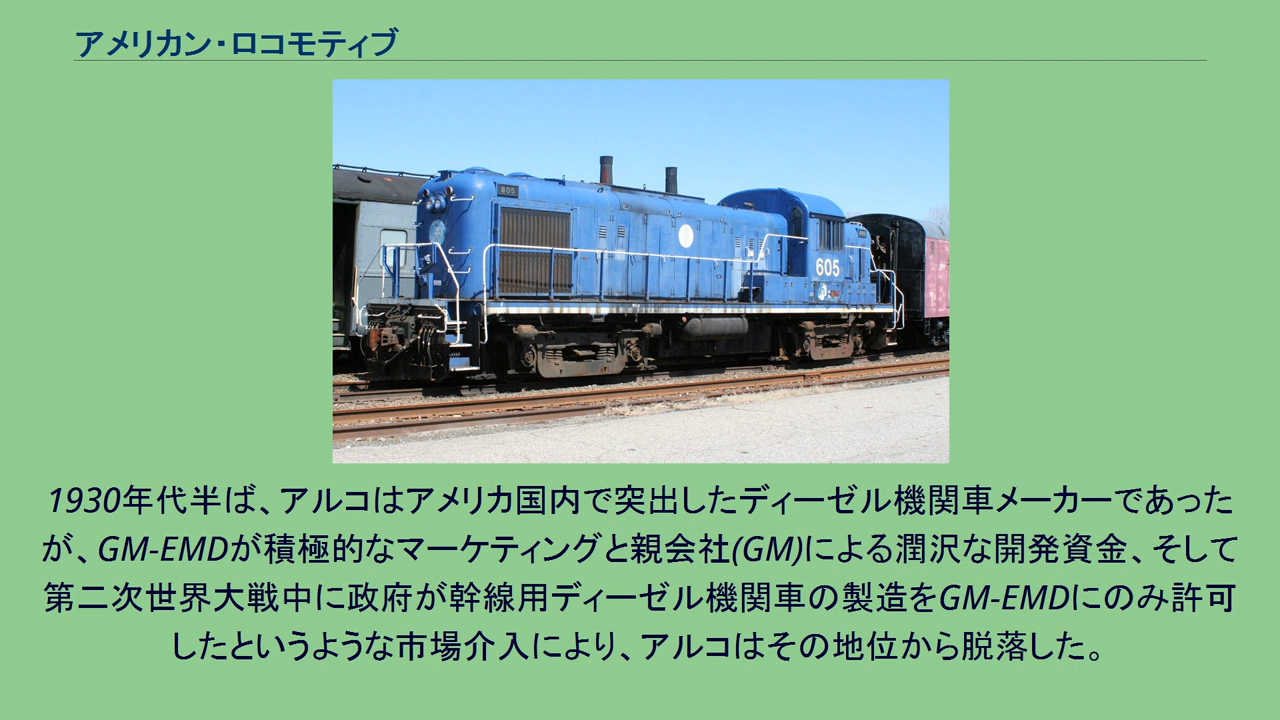 アメリカン・ロコモティブ
605
605
1930年代半ば、アルコはアメリカ国内で突出したディーゼル機関車メーカーであった
が、GM-EMDが積極的なマーケティングと親会社(GM)による潤沢な開発資金、そして
第二次世界大戦中に政府が幹線用ディーゼル機関車の製造をGM-EMDにのみ許可
したというような市場介入により、アルコはその地位から脱落した。